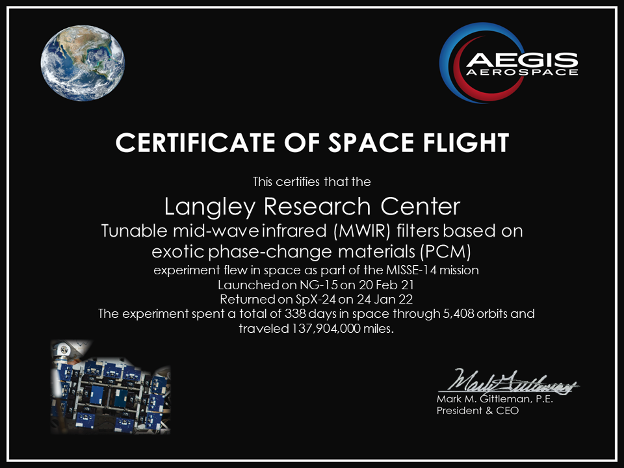 AEGIS
AEROSPACE
CERTIFICATE OF SPACE FLIGHT
This certifies that the
Langley Research Center
Tunable mid-wave infrared (MWIR) filters based on
exotic phase-change materials (PCM)
experiment flew in space as part of the MISSE-14 mission
Launched on NG-15 on 20 Feb 21
Returned on SpX-24 on 24 Jan 22
The experiment spent a total of 338 days in space through 5,408 orbits and
traveled 137,904,000 miles.
Mark Gittleman
Mark M. Gittleman, P.E.
President & CEO